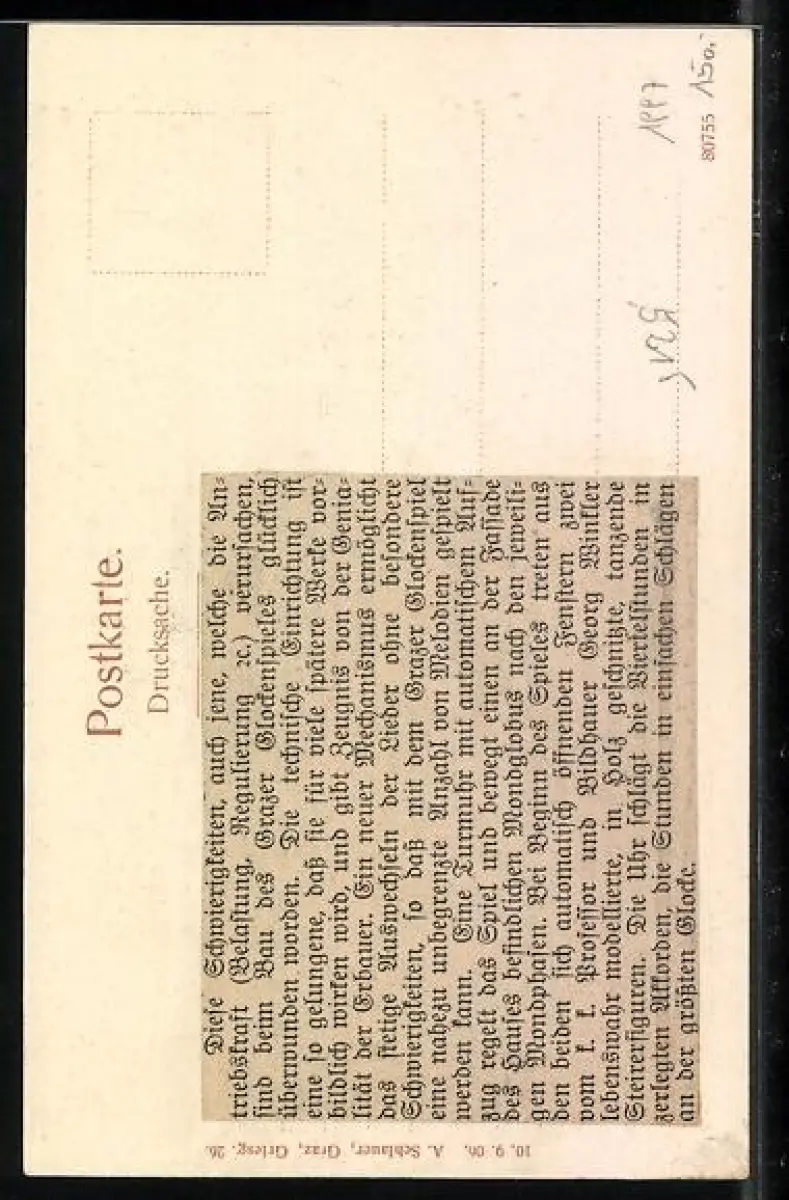 Postkarte.
Drucksache.
Diese Schwierigkeiten, auch jene, welche die An-
triebskraft (Belastung, Regulierung ꝛc.) verursachen,
sind beim Bau des Grazer Glockenspieles glücklich
überwunden worden. Die technische Einrichtung ist
eine so gelungene, daß sie für viele spätere Werke vor-
bildlich wirken wird, und gibt Zeugnis von der Genia-
lität der Erbauer. Ein neuer Mechanismus ermöglicht
das stetige Auswechseln der Lieder ohne besondere
Schwierigkeiten, so daß mit dem Grazer Glockenspiel
eine nahezu unbegrenzte Anzahl von Melodien gespielt
werden kann. Eine Turmuhr mit automatischem Auf-
zug regelt das Spiel und bewegt einen an der Fassade
des Hauses befindlichen Mondglobus nach den jeweili-
gen Mondphasen. Bei Beginn des Spieles treten aus
den beiden sich automatisch öffnenden Fenstern zwei
vom k. k. Professor und Bildhauer Georg Winkler
lebenswahr modellierte, in Holz geschnitzte, tanzende
Steirerfiguren. Die Uhr schlägt die Viertelstunden in
zerlegten Akkorden, die Stunden in einfachen Schlägen
an der größten Glocke.
10. 9. 06. A. Schlauer, Graz, Griesg. 26.
80755
150,-